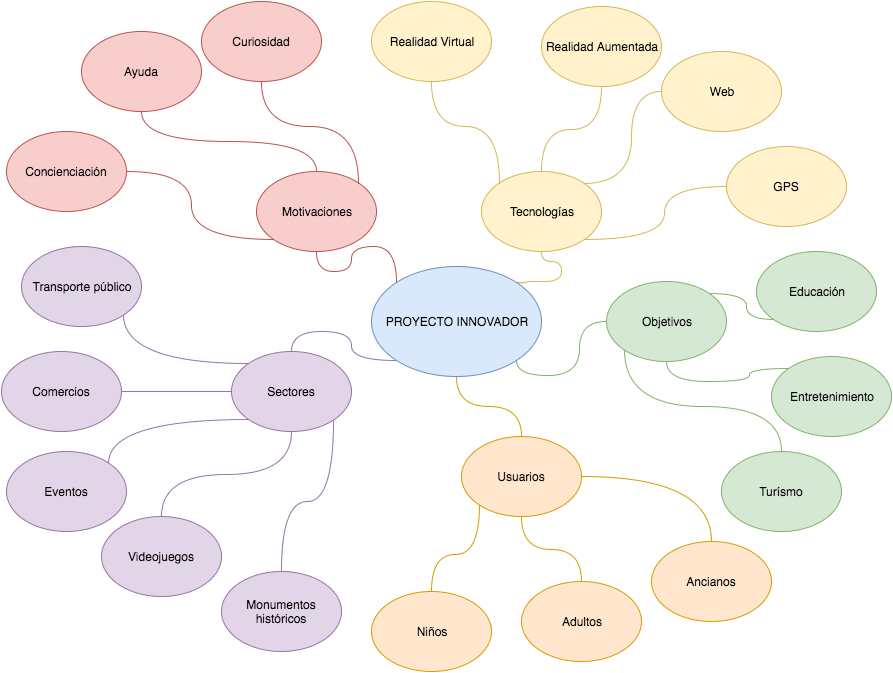 Curiosidad
Realidad Virtual
Realidad Aumentada
Ayuda
Web
Concienciación
GPS
Motivaciones
Tecnologías
Transporte público
Educación
PROYECTO INNOVADOR
Objetivos
Comercios
Sectores
Entretenimiento
Usuarios
Eventos
Turísmo
Videojuegos
Ancianos
Monumentos
históricos
Adultos
Niños